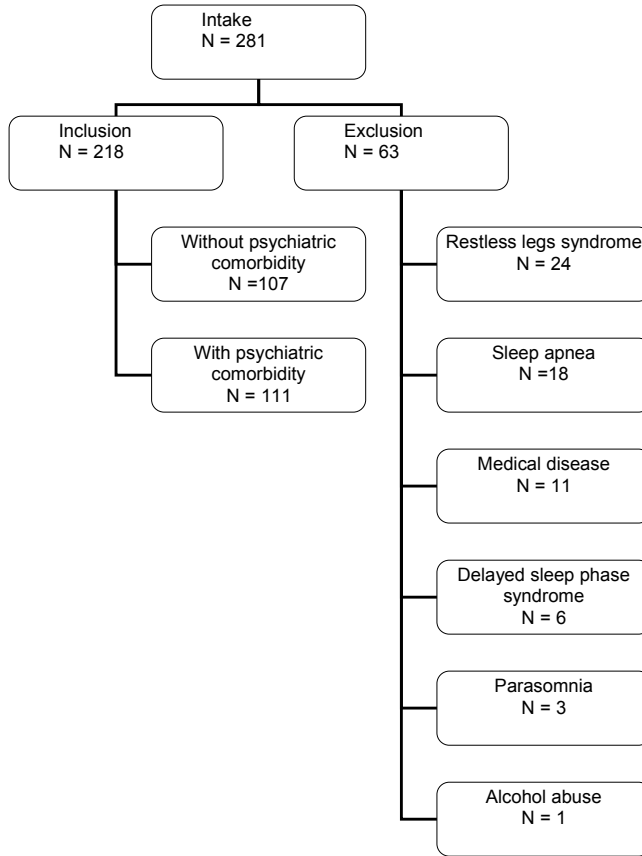 Intake
N = 281
Inclusion
N = 218
Exclusion
N = 63
Without psychiatric
comorbidity
N =107
With psychiatric
comorbidity
N = 111
Restless legs syndrome
N = 24
Sleep apnea
N =18
Medical disease
N = 11
Delayed sleep phase
syndrome
N = 6
Parasomnia
N = 3
Alcohol abuse
N = 1